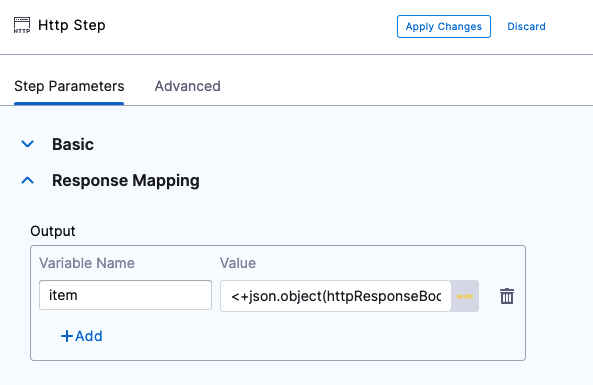 HTTP
Http Step
Apply Changes
Discard
Step Parameters
Advanced
Basic
Response Mapping
Output
Variable Name
Value
item
<+json.object(httpResponseBod
+Add